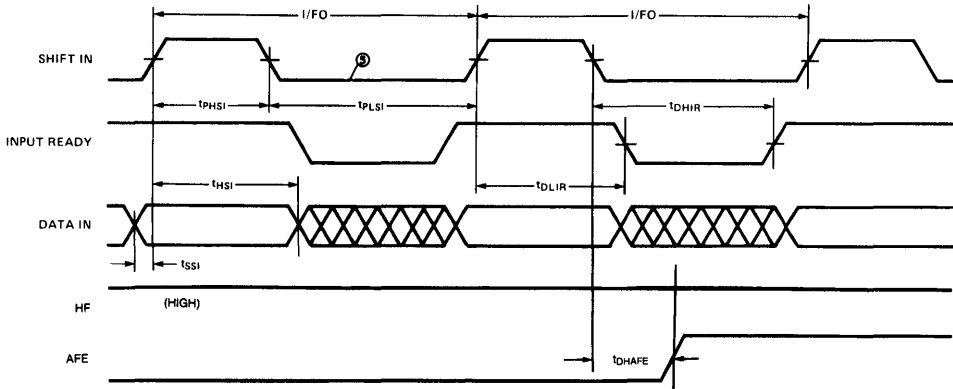 I/FO
I/FO
SHIFT IN
⑤
tPHSI
tPLSI
tDHIR
INPUT READY
tHSI
tDLIR
DATA IN
tSSI
HF
(HIGH)
AFE
tDHAFE